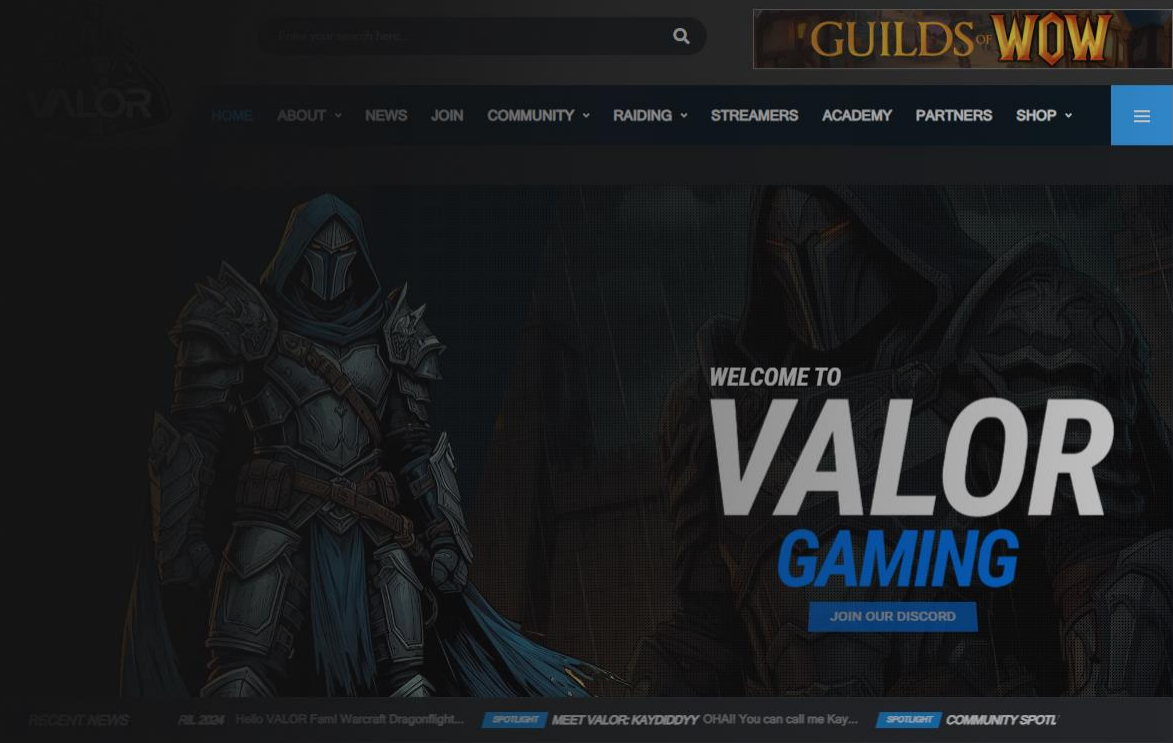 Enter your search here...
GUILDS OF WOW
VALOR
HOME ABOUT NEWS JOIN COMMUNITY RAIDING STREAMERS ACADEMY PARTNERS SHOP
WELCOME TO
VALOR
GAMING
JOIN OUR DISCORD
RECENT NEWS RIL 2024 Hello VALOR Fam! Warcraft Dragonflight... SPOTLIGHT MEET VALOR: KAYDIDDYY OHAI! You can call me Kay... SPOTLIGHT COMMUNITY SPOTL